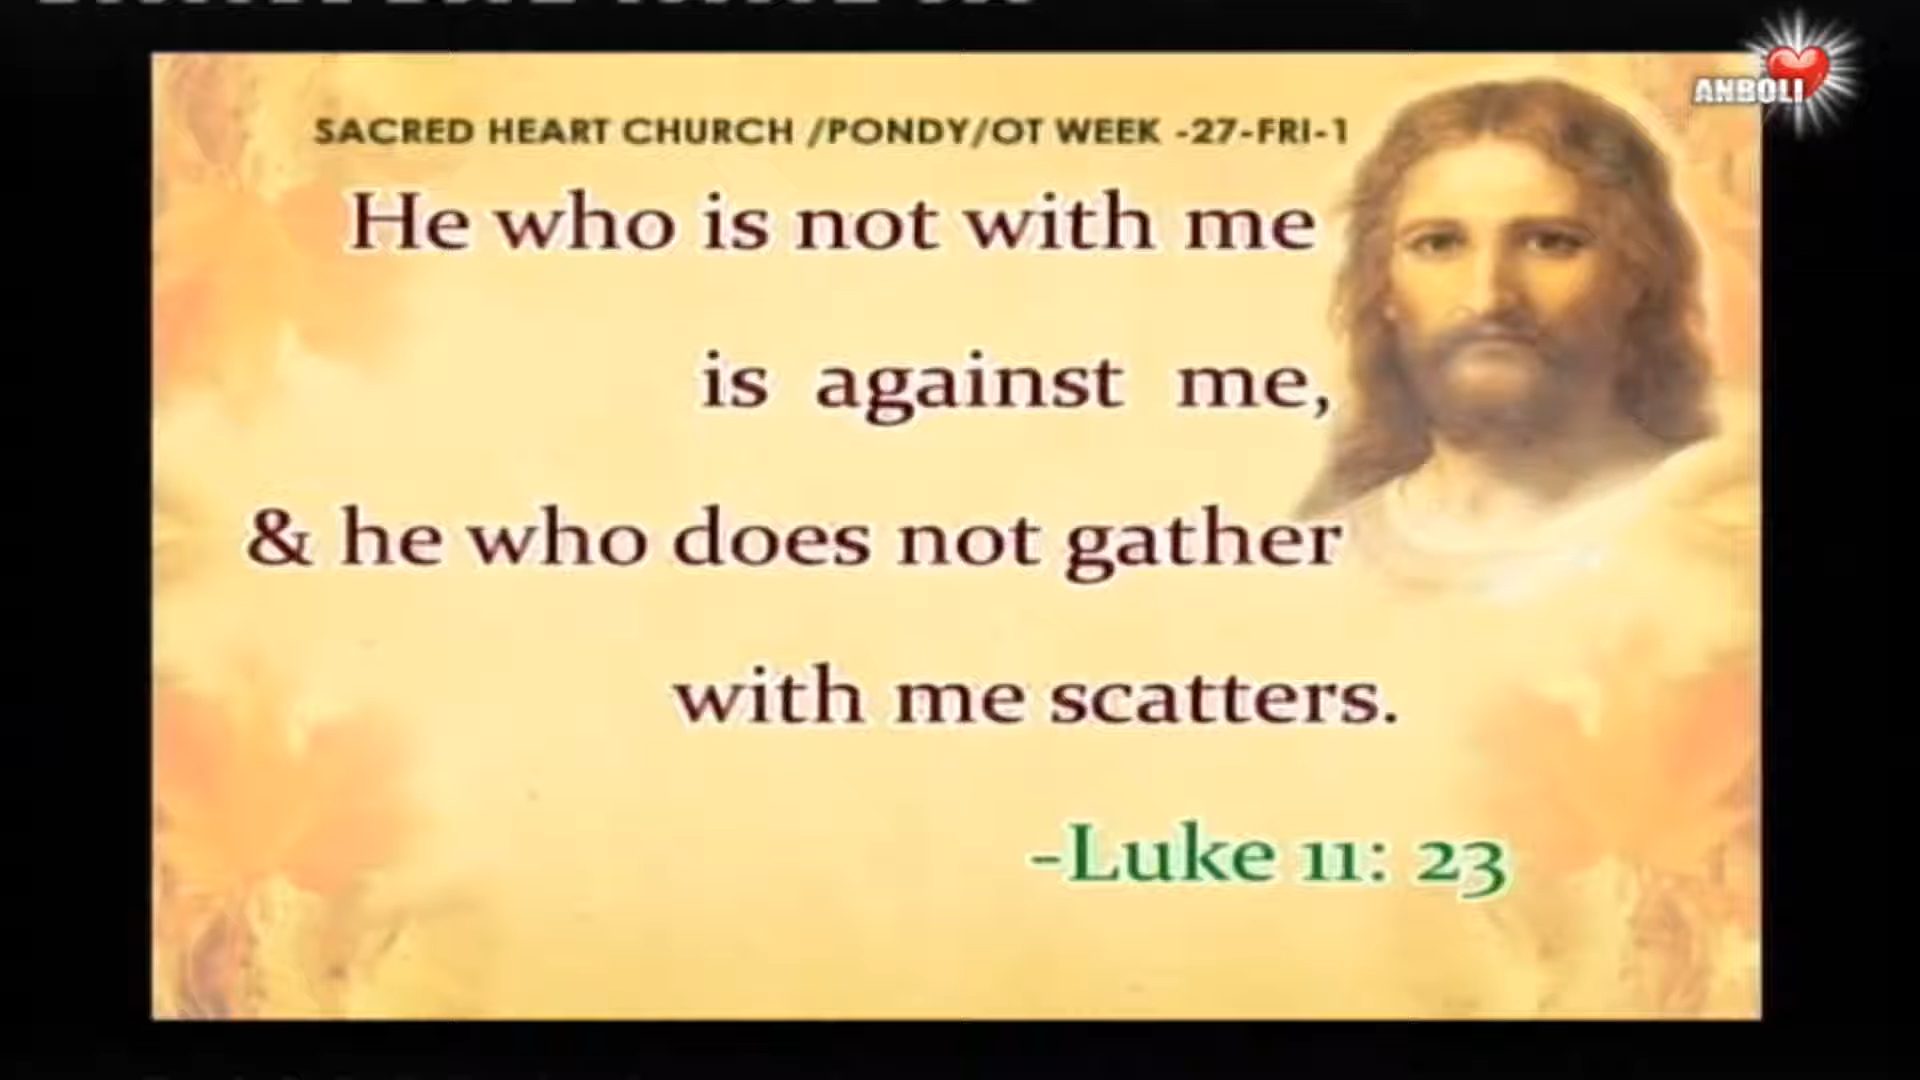 ANBOLI
SACRED HEART CHURCH /PONDY/OT WEEK -27-FRI-1
He who is not with me
is against me,
& he who does not gather
with me scatters.
-Luke 11: 23